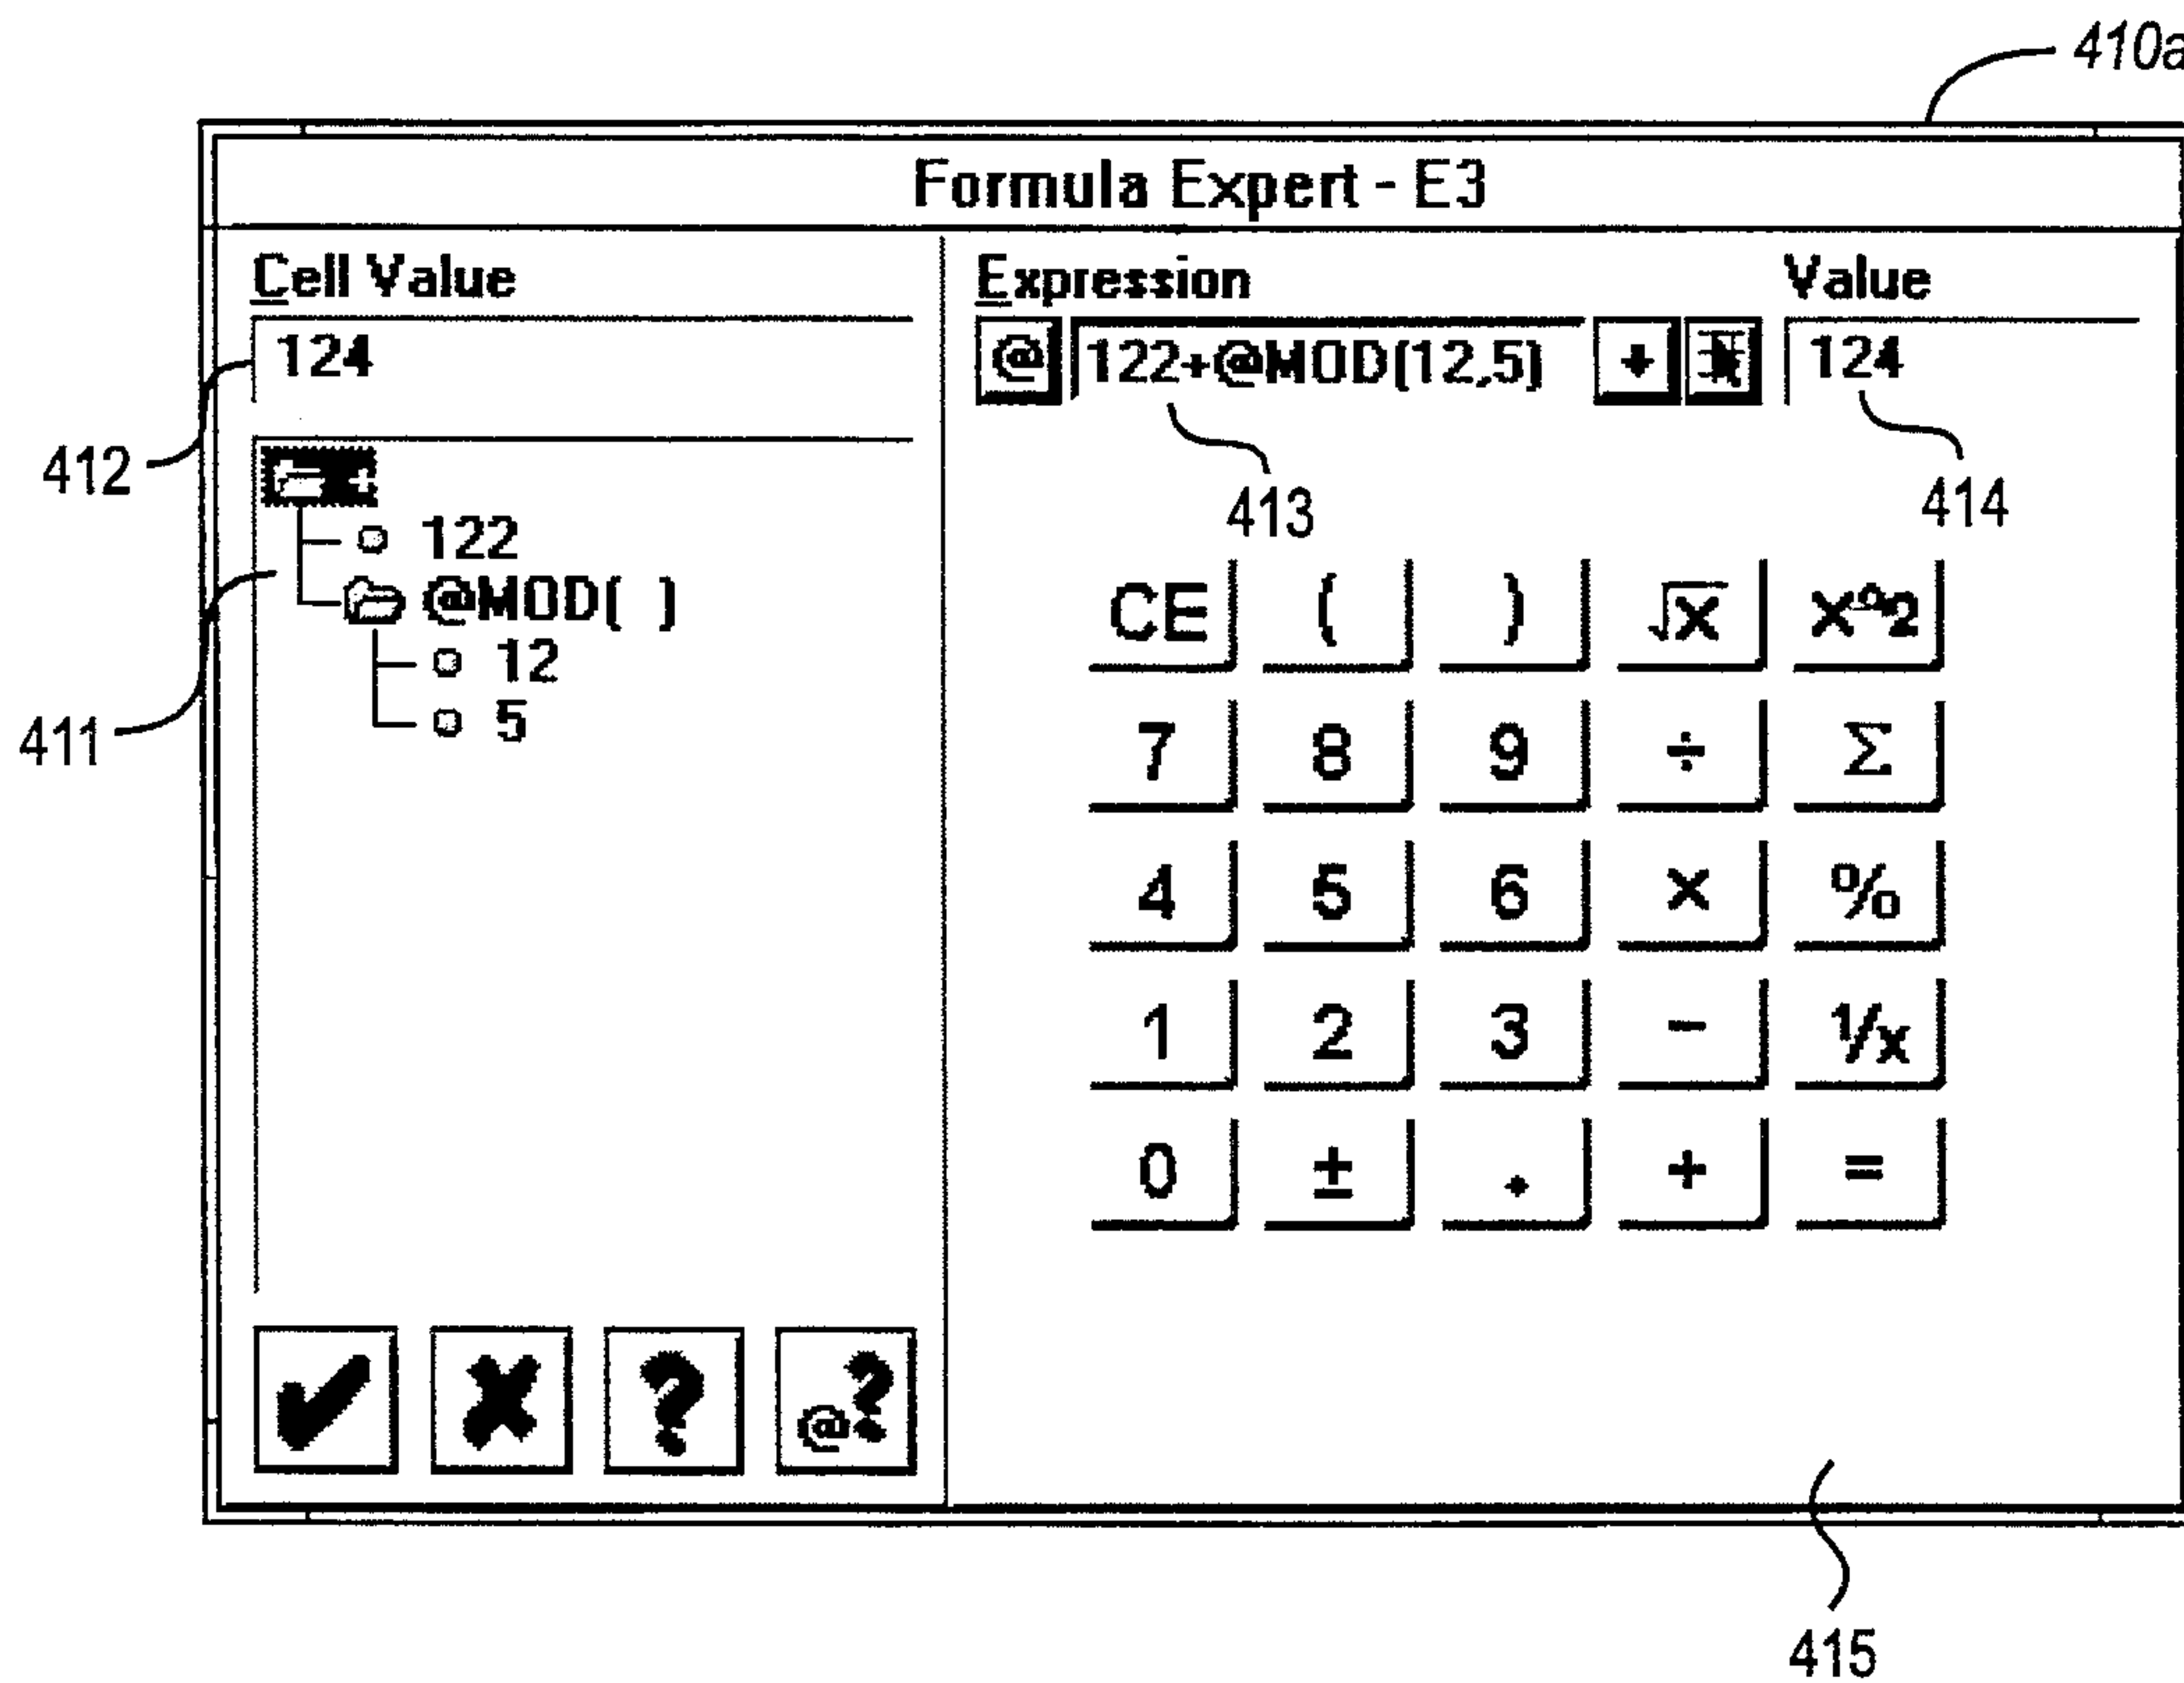 410a
Formula Expert - E3
Cell Value
124
412
122
@MOD( )
12
5
411
Expression
Value
@ 122+@MOD(12,5)
124
413
414
CE ( ) √x X^2
7 8 9 ÷ Σ
4 5 6 × %
1 2 3 - 1/x
0 ± . + =
? @?
415